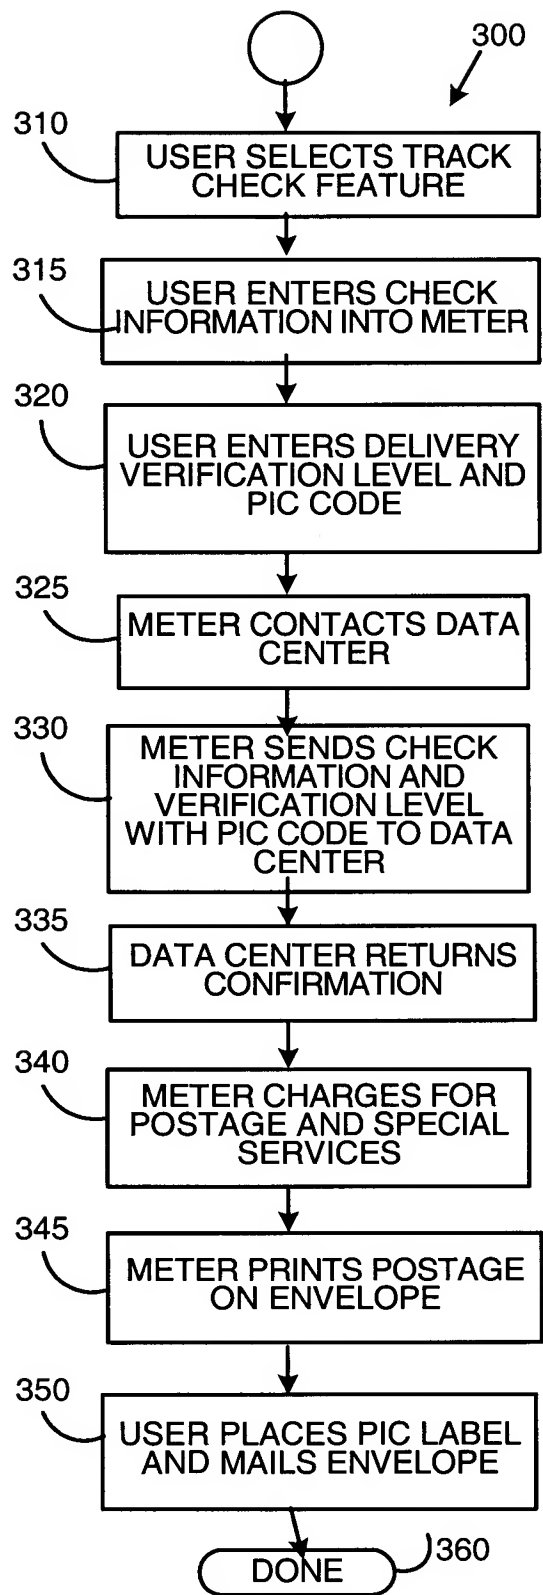 300
310
USER SELECTS TRACK
CHECK FEATURE
315
USER ENTERS CHECK
INFORMATION INTO METER
320
USER ENTERS DELIVERY
VERIFICATION LEVEL AND
PIC CODE
325
METER CONTACTS DATA
CENTER
330
METER SENDS CHECK
INFORMATION AND
VERIFICATION LEVEL
WITH PIC CODE TO DATA
CENTER
335
DATA CENTER RETURNS
CONFIRMATION
340
METER CHARGES FOR
POSTAGE AND SPECIAL
SERVICES
345
METER PRINTS POSTAGE
ON ENVELOPE
350
USER PLACES PIC LABEL
AND MAILS ENVELOPE
DONE
360